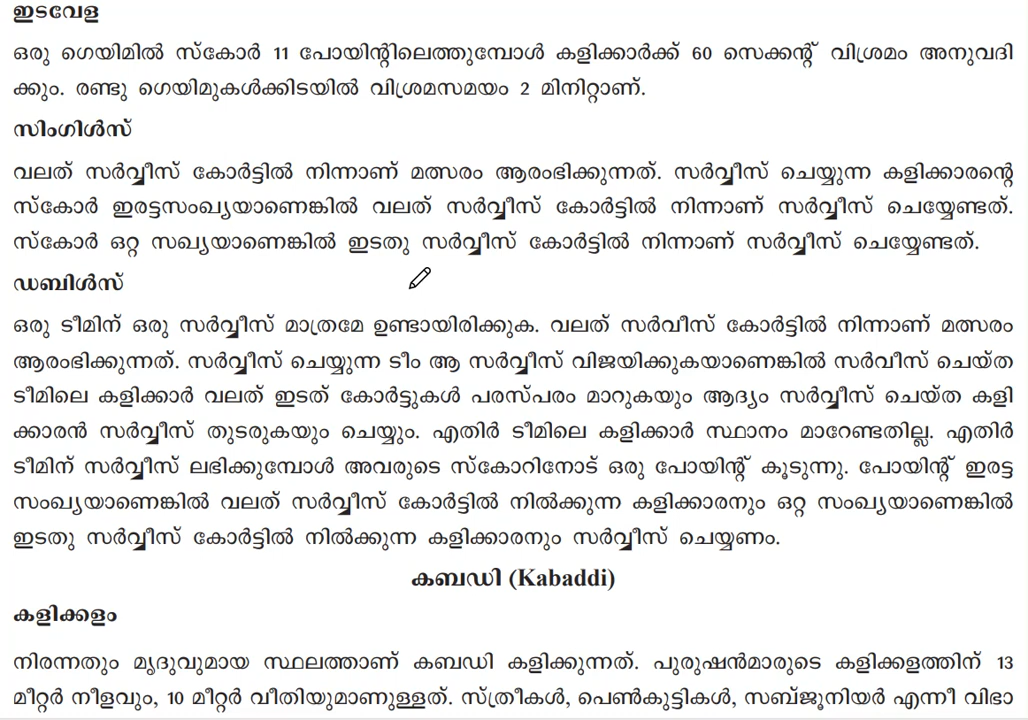 ഇടവേള
ഒരു ഗെയിമിൽ സ്കോർ 11 പോയിന്റിലെത്തുമ്പോൾ കളിക്കാർക്ക് 60 സെക്കന്റ് വിശ്രമം അനുവദി
ക്കും. രണ്ടു ഗെയിമുകൾക്കിടയിൽ വിശ്രമസമയം 2 മിനിറ്റാണ്.
സിംഗിൾസ്
വലത് സർവ്വീസ് കോർട്ടിൽ നിന്നാണ് മത്സരം ആരംഭിക്കുന്നത്. സർവ്വീസ് ചെയ്യുന്ന കളിക്കാരന്റെ
സ്കോർ ഇരട്ടസംഖ്യയാണെങ്കിൽ വലത് സർവ്വീസ് കോർട്ടിൽ നിന്നാണ് സർവ്വീസ് ചെയ്യേണ്ടത്.
സ്കോർ ഒറ്റ സഖ്യയാണെങ്കിൽ ഇടതു സർവ്വീസ് കോർട്ടിൽ നിന്നാണ് സർവ്വീസ് ചെയ്യേണ്ടത്.
ഡബിൾസ്
ഒരു ടീമിന് ഒരു സർവ്വീസ് മാത്രമേ ഉണ്ടായിരിക്കുക. വലത് സർവീസ് കോർട്ടിൽ നിന്നാണ് മത്സരം
ആരംഭിക്കുന്നത്. സർവ്വീസ് ചെയ്യുന്ന ടീം ആ സർവ്വീസ് വിജയിക്കുകയാണെങ്കിൽ സർവീസ് ചെയ്ത
ടീമിലെ കളിക്കാർ വലത് ഇടത് കോർട്ടുകൾ പരസ്പരം മാറുകയും ആദ്യം സർവ്വീസ് ചെയ്ത കളി
ക്കാരൻ സർവ്വീസ് തുടരുകയും ചെയ്യും. എതിർ ടീമിലെ കളിക്കാർ സ്ഥാനം മാറേണ്ടതില്ല. എതിർ
ടീമിന് സർവ്വീസ് ലഭിക്കുമ്പോൾ അവരുടെ സ്കോറിനോട് ഒരു പോയിന്റ് കൂടുന്നു. പോയിന്റ് ഇരട്ട
സംഖ്യയാണെങ്കിൽ വലത് സർവ്വീസ് കോർട്ടിൽ നിൽക്കുന്ന കളിക്കാരനും ഒറ്റ സംഖ്യയാണെങ്കിൽ
ഇടതു സർവ്വീസ് കോർട്ടിൽ നിൽക്കുന്ന കളിക്കാരനും സർവ്വീസ് ചെയ്യണം.
കബഡി (Kabaddi)
കളിക്കളം
നിരന്നതും മൃദുവുമായ സ്ഥലത്താണ് കബഡി കളിക്കുന്നത്. പുരുഷൻമാരുടെ കളിക്കളത്തിന് 13
മീറ്റർ നീളവും, 10 മീറ്റർ വീതിയുമാണുള്ളത്. സ്ത്രീകൾ, പെൺകുട്ടികൾ, സബ്ജൂനിയർ എന്നീ വിഭാ